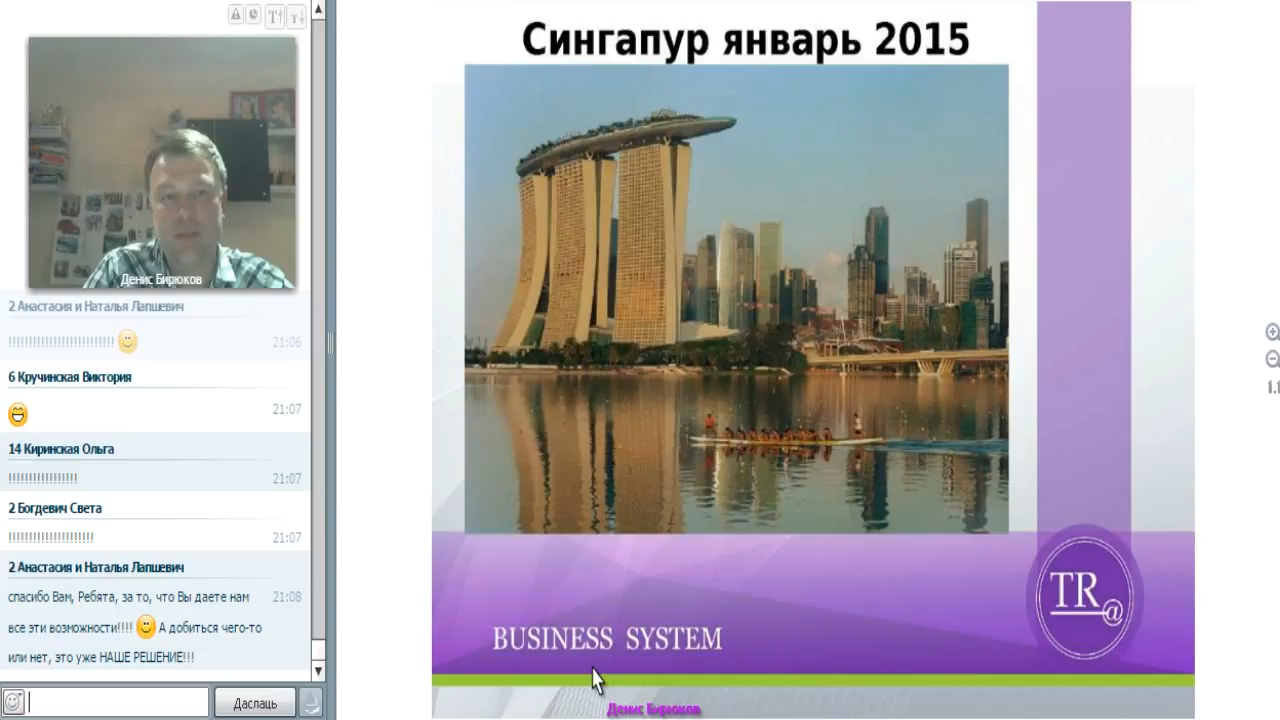 Сингапур январь 2015
Денис Бирюков
2 Анастасия и Наталья Лапшевич
!!!!!!!!!!!!!!!!!!!!!!!!!! 21:06
6 Кручинская Виктория
21:07
14 Киринская Ольга
!!!!!!!!!!!!!!!!! 21:07
2 Богдевич Света
!!!!!!!!!!!!!!!!!!!!! 21:07
2 Анастасия и Наталья Лапшевич
спасибо Вам, Ребята, за то, что Вы даете нам 21:08
все эти возможности!!!! А добиться чего-то
или нет, это уже НАШЕ РЕШЕНИЕ!!!
Даслаць
TR@
BUSINESS SYSTEM
Денис Бирюков